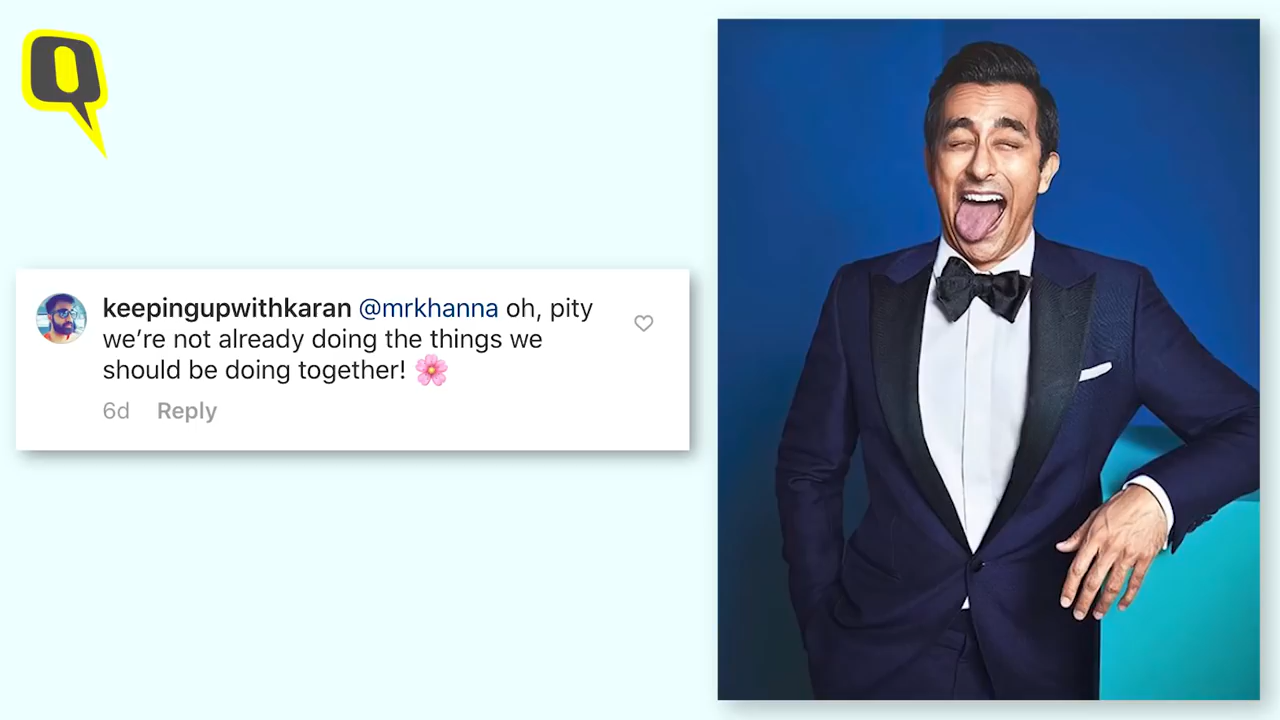 Q
keepingupwithkaran @mrkhanna oh, pity
we’re not already doing the things we
should be doing together! 🌸
6d Reply